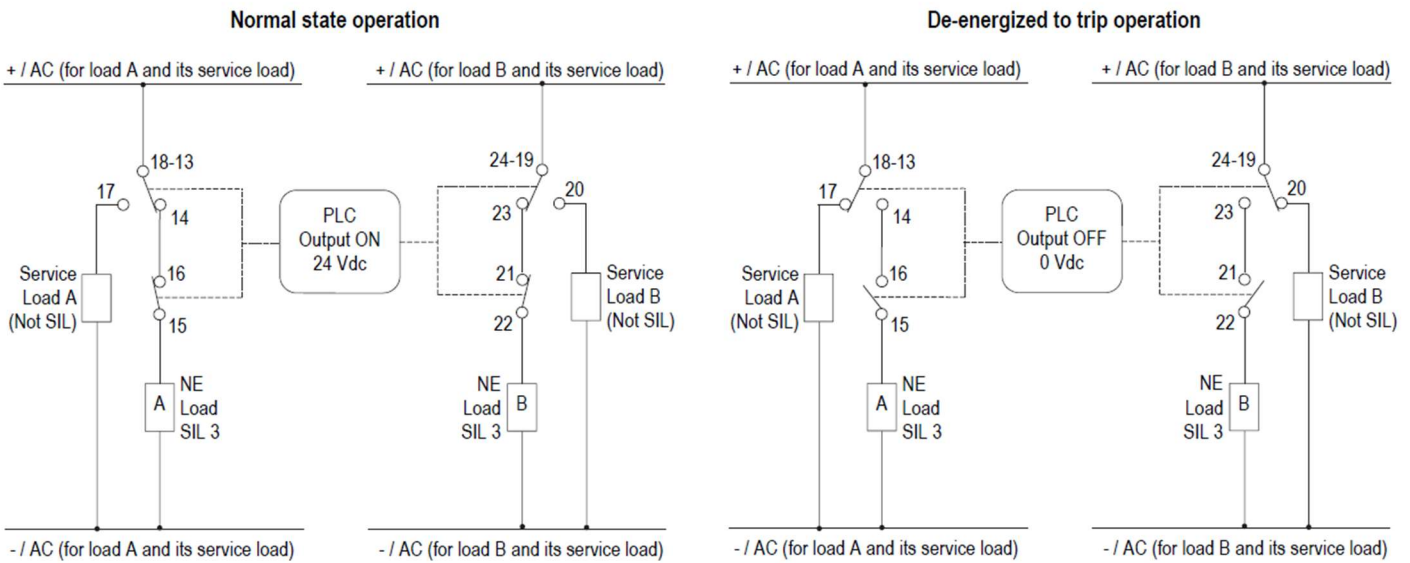 Normal state operation
+ / AC (for load A and its service load)
+ / AC (for load B and its service load)
18-13
17
14
16
15
Service
Load A
(Not SIL)
A
NE
Load
SIL 3
PLC
Output ON
24 Vdc
24-19
20
23
21
22
Service
Load B
(Not SIL)
NE
Load
SIL 3
B
- / AC (for load A and its service load)
- / AC (for load B and its service load)
De-energized to trip operation
+ / AC (for load A and its service load)
+ / AC (for load B and its service load)
18-13
17
14
16
15
Service
Load A
(Not SIL)
A
NE
Load
SIL 3
PLC
Output OFF
0 Vdc
24-19
20
23
21
22
Service
Load B
(Not SIL)
NE
Load
SIL 3
B
- / AC (for load A and its service load)
- / AC (for load B and its service load)